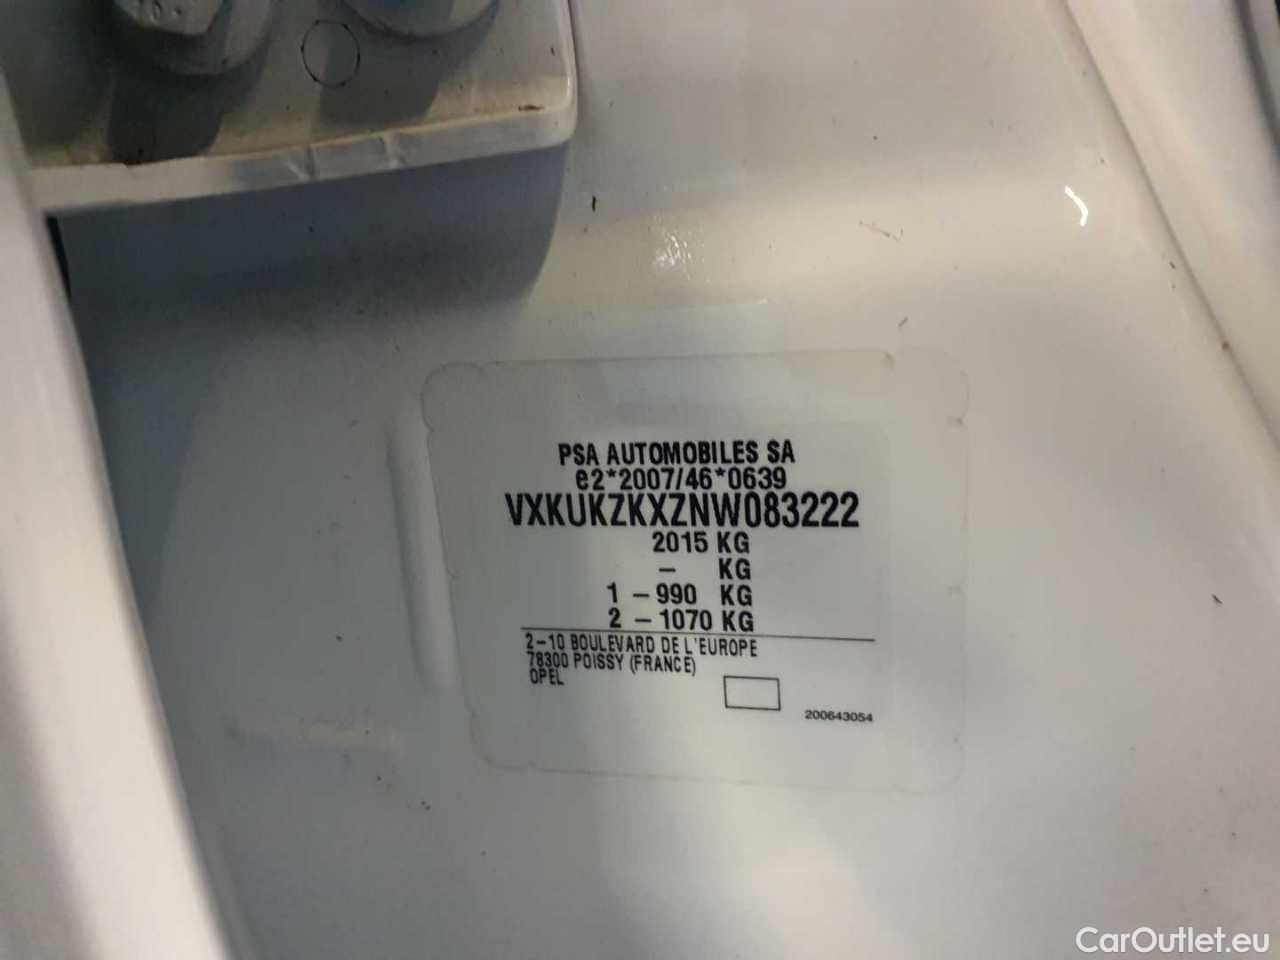 10
PSA AUTOMOBILES SA
e2*2007/46*0639
VXKUKZKXZNW083222
2015 KG
– KG
1 – 990 KG
2 – 1070 KG
2–10 BOULEVARD DE L'EUROPE
78300 POISSY (FRANCE)
OPEL
200643054
CarOutlet.eu